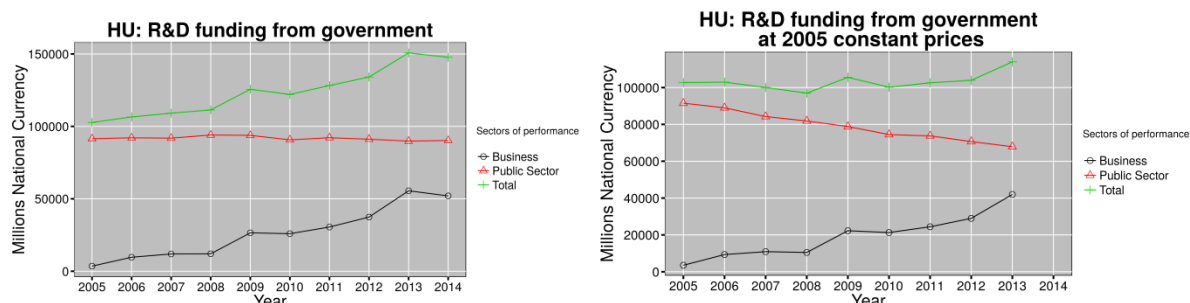 HU: R&D funding from government
Millions National Currency
150000
100000
50000
0
2005 2006 2007 2008 2009 2010 2011 2012 2013 2014
Year
Sectors of performance
Business
Public Sector
Total
HU: R&D funding from government
at 2005 constant prices
Millions National Currency
100000
80000
60000
40000
20000
0
2005 2006 2007 2008 2009 2010 2011 2012 2013 2014
Year
Sectors of performance
Business
Public Sector
Total